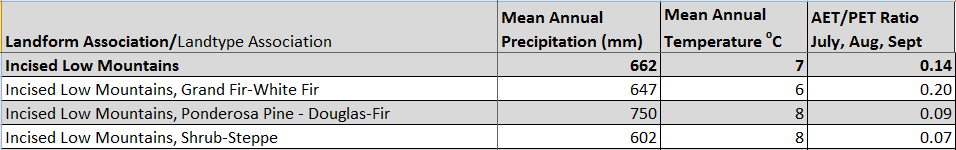 Landform Association/Landtype Association Mean Annual Precipitation (mm) Mean Annual Temperature °C AET/PET Ratio July, Aug, Sept
Incised Low Mountains 662 7 0.14
Incised Low Mountains, Grand Fir-White Fir 647 6 0.20
Incised Low Mountains, Ponderosa Pine - Douglas-Fir 750 8 0.09
Incised Low Mountains, Shrub-Steppe 602 8 0.07